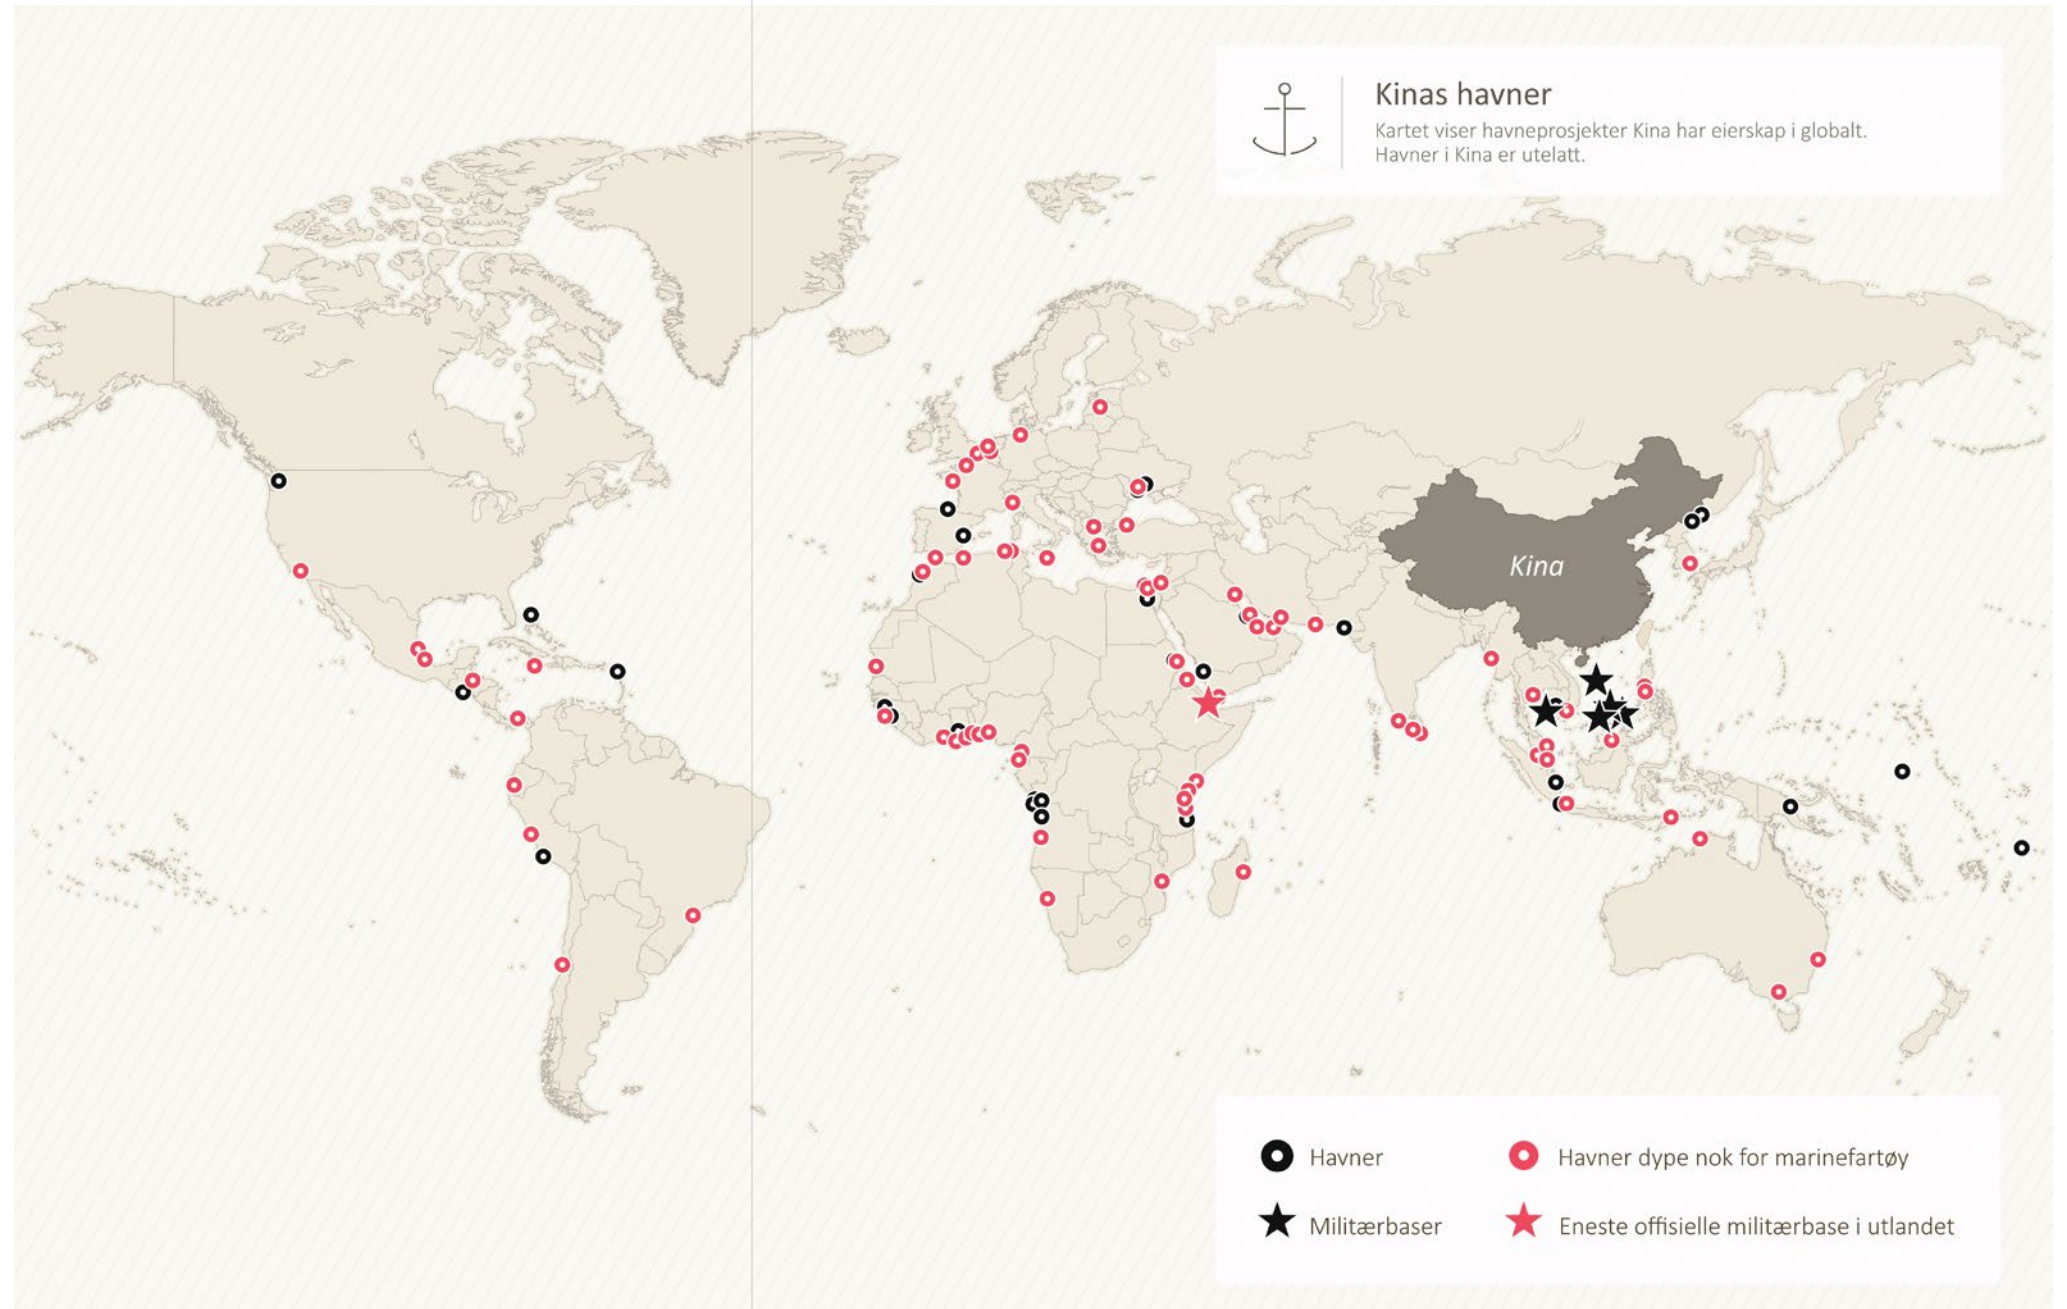 Kinas havner
Kartet viser havneprosjekter Kina har eierskap i globalt.
Havner i Kina er utelatt.
Kina
Havner
Havner dype nok for marinefartøy
Militærbaser
Eneste offisielle militærbase i utlandet